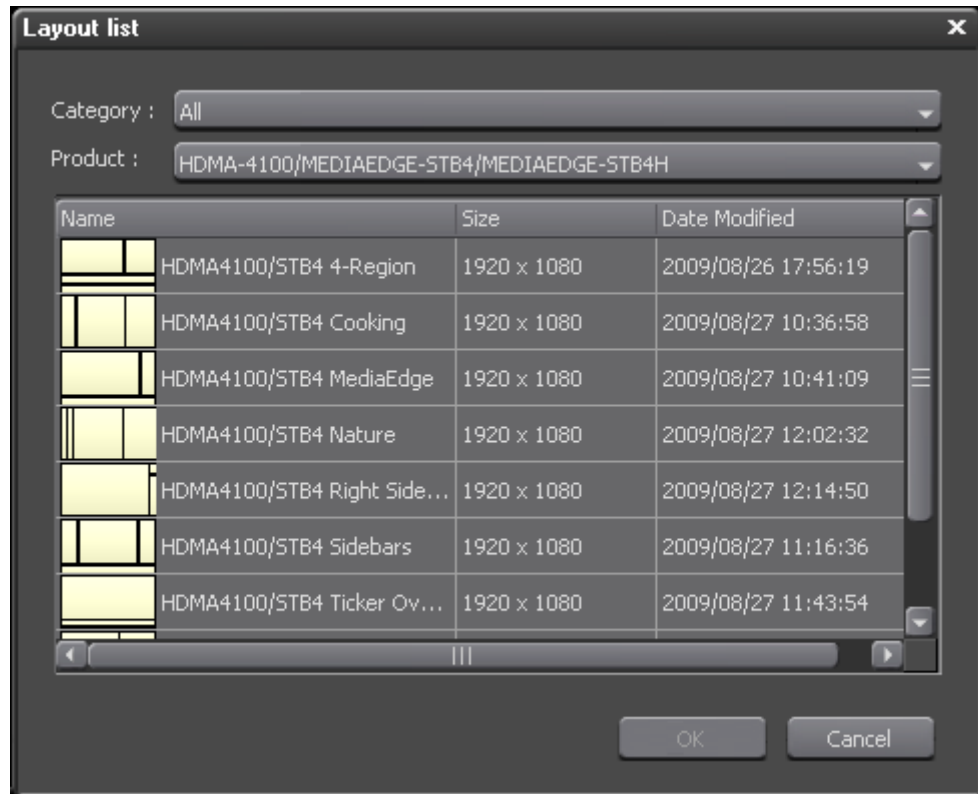 Layout list
Category : All
Product : HDMA-4100/MEDIAEDGE-STB4/MEDIAEDGE-STB4H
Name Size Date Modified
HDMA4100/STB4 4-Region 1920 x 1080 2009/08/26 17:56:19
HDMA4100/STB4 Cooking 1920 x 1080 2009/08/27 10:36:58
HDMA4100/STB4 MediaEdge 1920 x 1080 2009/08/27 10:41:09
HDMA4100/STB4 Nature 1920 x 1080 2009/08/27 12:02:32
HDMA4100/STB4 Right Side... 1920 x 1080 2009/08/27 12:14:50
HDMA4100/STB4 Sidebars 1920 x 1080 2009/08/27 11:16:36
HDMA4100/STB4 Ticker Ov... 1920 x 1080 2009/08/27 11:43:54
OK Cancel